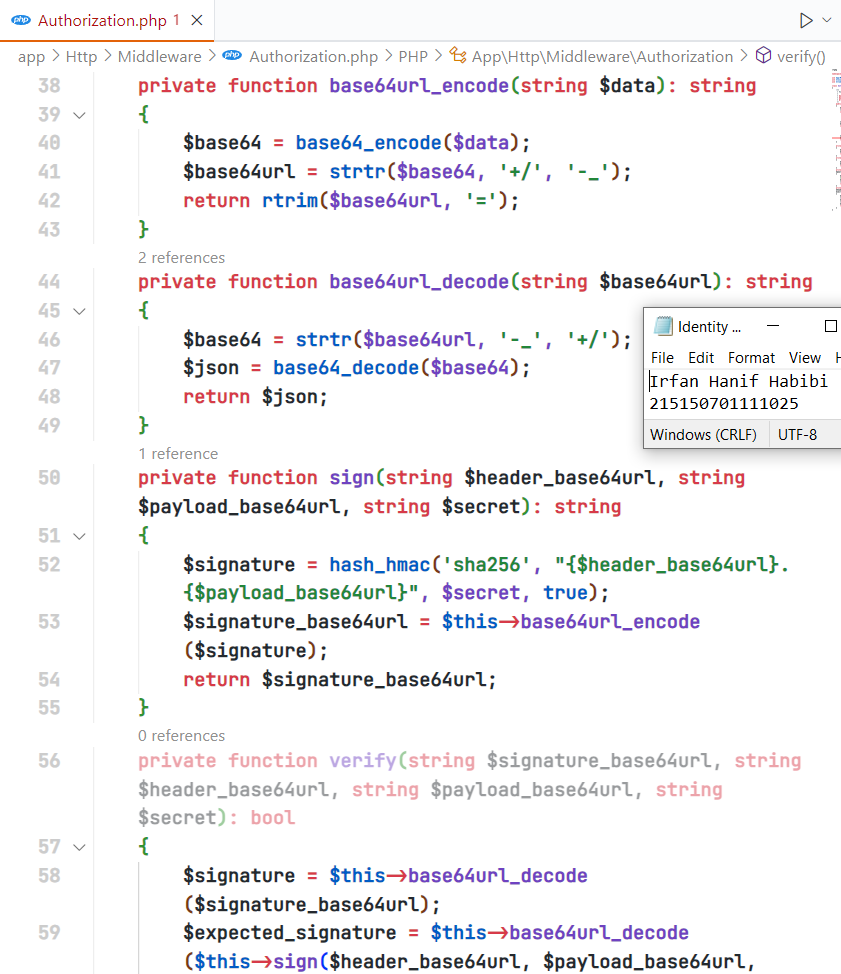 php Authorization.php 1
app > Http > Middleware > php Authorization.php > PHP > App\Http\Middleware\Authorization > verify()
38 private function base64url_encode(string $data): string
39 {
40 $base64 = base64_encode($data);
41 $base64url = strtr($base64, '+/', '-_');
42 return rtrim($base64url, '=');
43 }
2 references
44 private function base64url_decode(string $base64url): string
45 {
46 $base64 = strtr($base64url, '-_', '+/');
47 $json = base64_decode($base64);
48 return $json;
49 }
Identity ...
File Edit Format View H
Irfan Hanif Habibi
215150701111025
Windows (CRLF) UTF-8
1 reference
50 private function sign(string $header_base64url, string
$payload_base64url, string $secret): string
51 {
52 $signature = hash_hmac('sha256', "{$header_base64url}.
{$payload_base64url}", $secret, true);
53 $signature_base64url = $this->base64url_encode
($signature);
54 return $signature_base64url;
55 }
0 references
56 private function verify(string $signature_base64url, string
$header_base64url, string $payload_base64url, string
$secret): bool
57 {
58 $signature = $this->base64url_decode
($signature_base64url);
59 $expected_signature = $this->base64url_decode
($this->sign($header_base64url, $payload_base64url,